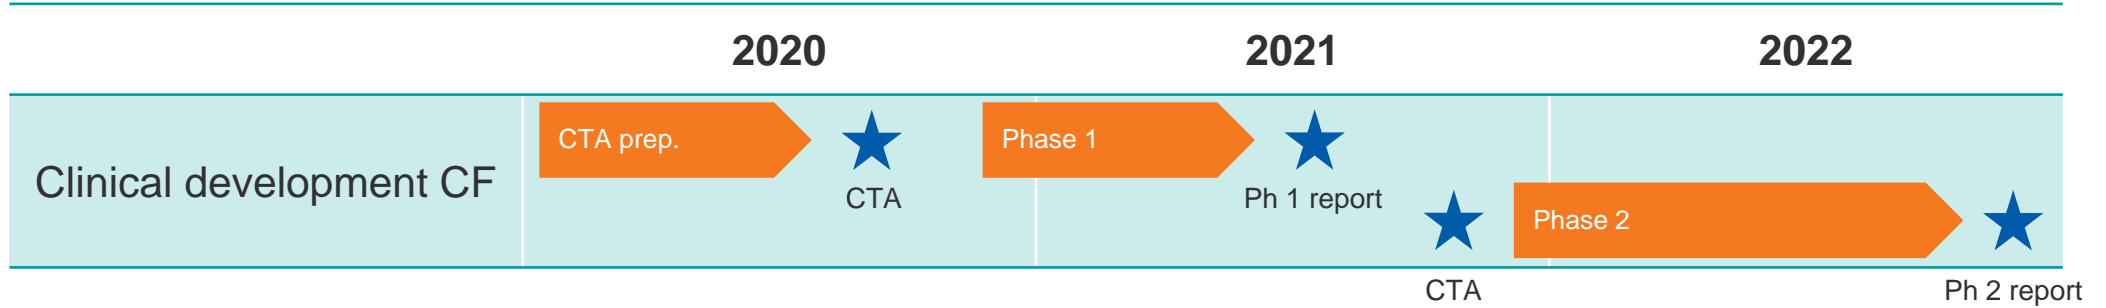 2020
2021
2022
Clinical development CF
CTA prep.
CTA
Phase 1
Ph 1 report
CTA
Phase 2
Ph 2 report